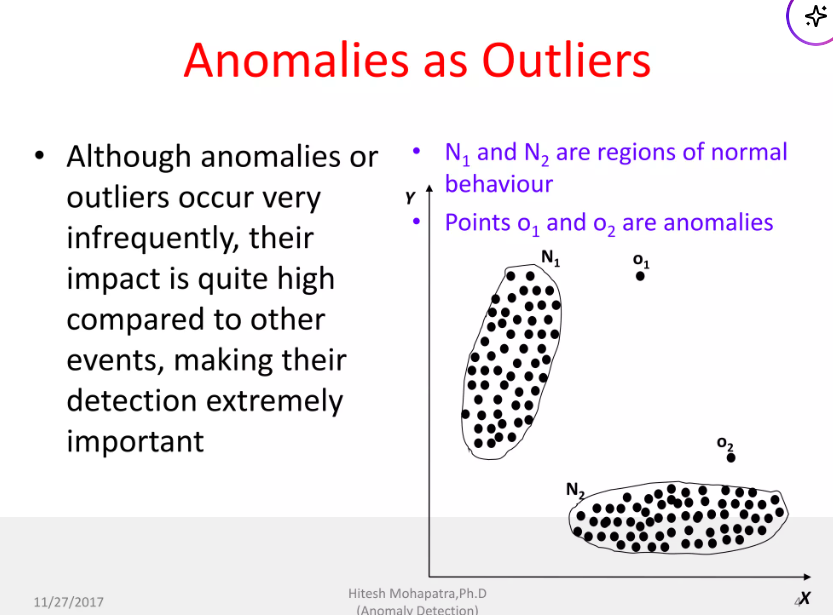 Anomalies as Outliers
• Although anomalies or
outliers occur very
infrequently, their
impact is quite high
compared to other
events, making their
detection extremely
important
• N₁ and N₂ are regions of normal
behaviour
• Points o₁ and o₂ are anomalies
Y
N₁
o₁
o₂
N₂
X
11/27/2017
Hitesh Mohapatra,Ph.D
(Anomaly Detection)
4